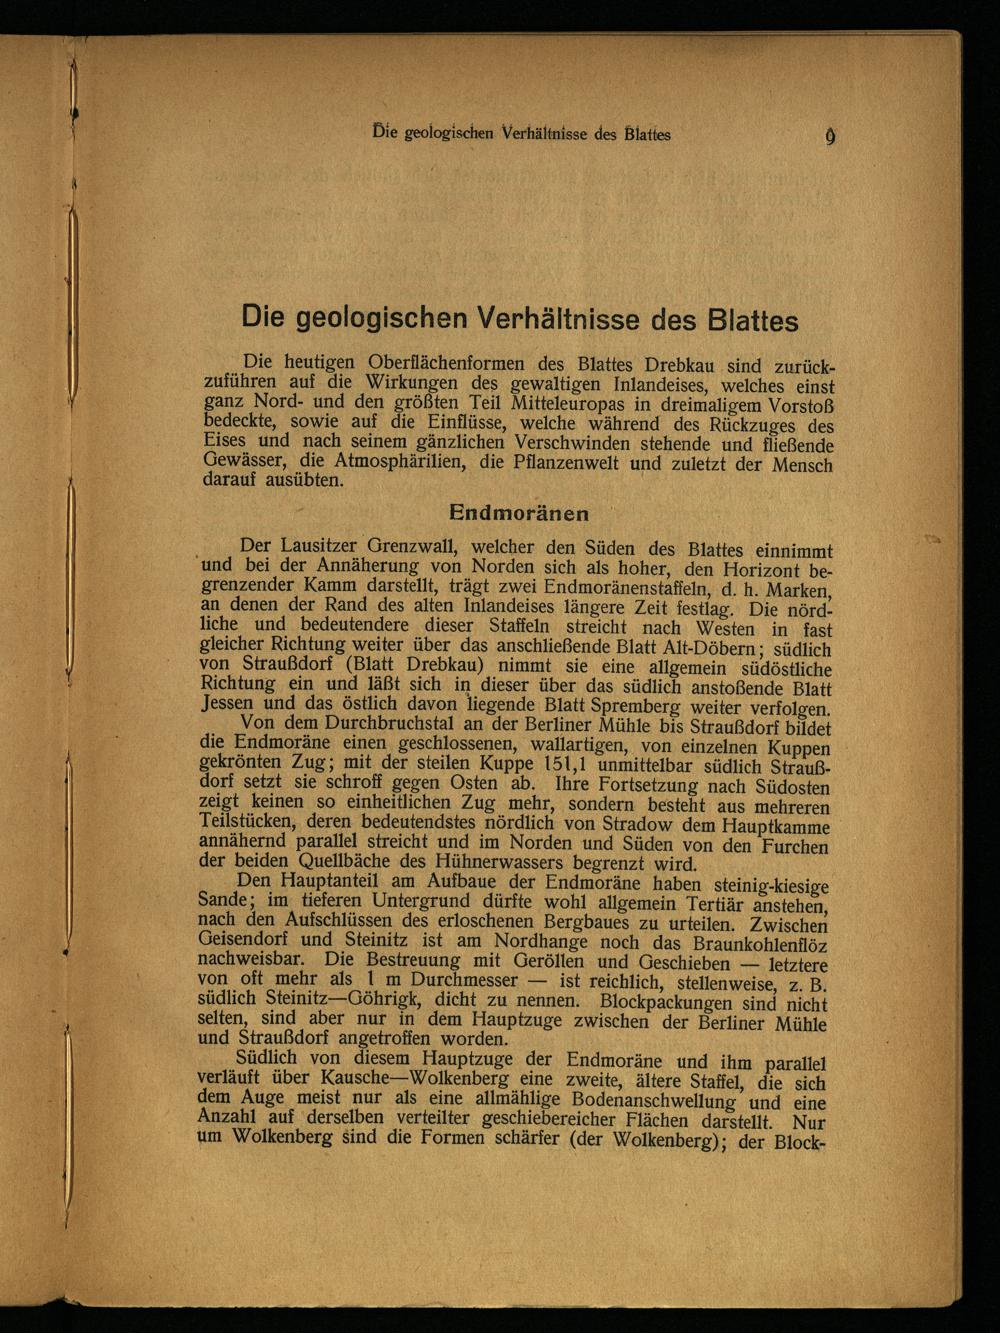 Die geologischen Verhältnisse des Blattes 9
Die geologischen Verhältnisse des Blattes
Die heutigen Oberflächenformen des Blattes Drebkau sind zurück-
zuführen auf die Wirkungen des gewaltigen Inlandeises, welches einst
ganz Nord- und den größten Teil Mitteleuropas in dreimaligem Vorstoß
bedeckte, sowie auf die Einflüsse, welche während des Rückzuges des
Eises und nach seinem gänzlichen Verschwinden stehende und fließende
Gewässer, die Atmosphärilien, die Pflanzenwelt und zuletzt der Mensch
darauf ausübten.
Endmoränen
Der Lausitzer Grenzwall, welcher den Süden des Blattes einnimmt
und bei der Annäherung von Norden sich als hoher, den Horizont be-
grenzender Kamm darstellt, trägt zwei Endmoränenstaffeln, d. h. Marken,
an denen der Rand des alten Inlandeises längere Zeit festlag. Die nörd-
liche und bedeutendere dieser Staffeln streicht nach Westen in fast
gleicher Richtung weiter über das anschließende Blatt Alt-Döbern; südlich
von Straußdorf (Blatt Drebkau) nimmt sie eine allgemein südöstliche
Richtung ein und läßt sich in dieser über das südlich anstoßende Blatt
Jessen und das östlich davon liegende Blatt Spremberg weiter verfolgen.
Von dem Durchbruchstal an der Berliner Mühle bis Straußdorf bildet
die Endmoräne einen geschlossenen, wallartigen, von einzelnen Kuppen
gekrönten Zug; mit der steilen Kuppe 151,1 unmittelbar südlich Strauß-
dorf setzt sie schroff gegen Osten ab. Ihre Fortsetzung nach Südosten
zeigt keinen so einheitlichen Zug mehr, sondern besteht aus mehreren
Teilstücken, deren bedeutendstes nördlich von Stradow dem Hauptkamme
annähernd parallel streicht und im Norden und Süden von den Furchen
der beiden Quellbäche des Hühnerwassers begrenzt wird.
Den Hauptanteil am Aufbaue der Endmoräne haben steinig-kiesige
Sande; im tieferen Untergrund dürfte wohl allgemein Tertiär anstehen,
nach den Aufschlüssen des erloschenen Bergbaues zu urteilen. Zwischen
Geisendorf und Steinitz ist am Nordhange noch das Braunkohlenflöz
nachweisbar. Die Bestreuung mit Geröllen und Geschieben — letztere
von oft mehr als 1 m Durchmesser — ist reichlich, stellenweise, z. B.
südlich Steinitz—Göhrigk, dicht zu nennen. Blockpackungen sind nicht
selten, sind aber nur in dem Hauptzuge zwischen der Berliner Mühle
und Straußdorf angetroffen worden.
Südlich von diesem Hauptzuge der Endmoräne und ihm parallel
verläuft über Kausche—Wolkenberg eine zweite, ältere Staffel, die sich
dem Auge meist nur als eine allmählige Bodenanschwellung und eine
Anzahl auf derselben verteilter geschiebereicher Flächen darstellt. Nur
um Wolkenberg sind die Formen schärfer (der Wolkenberg); der Block-